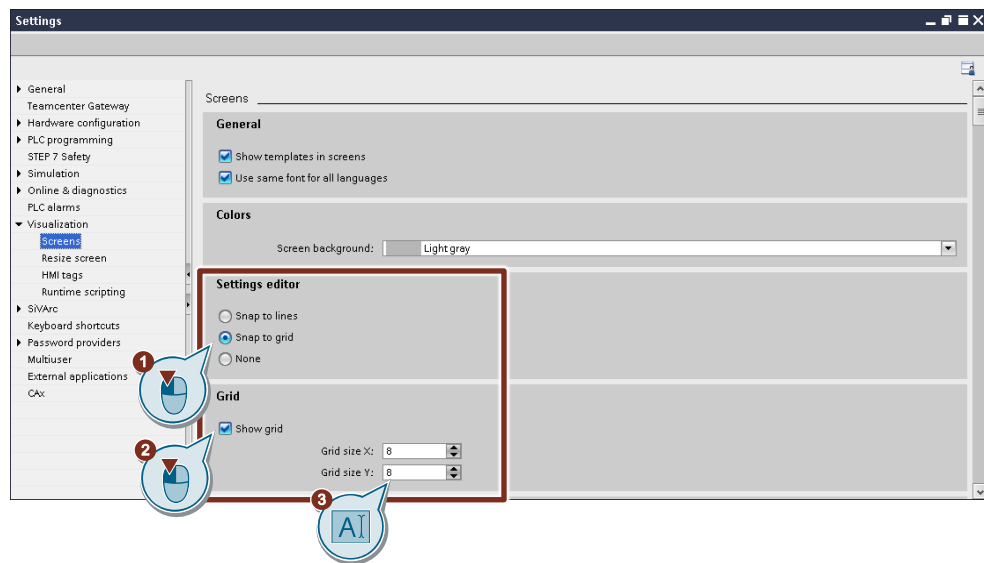 Settings
General
Teamcenter Gateway
Hardware configuration
PLC programming
STEP 7 Safety
Simulation
Online & diagnostics
PLC alarms
Visualization
Screens
Resize screen
HMI tags
Runtime scripting
SiVArc
Keyboard shortcuts
Password providers
Multiuser
External applications
CAx
Screens
General
Show templates in screens
Use same font for all languages
Colors
Screen background: Light gray
Settings editor
Snap to lines
Snap to grid
None
Grid
Show grid
Grid size X: 8
Grid size Y: 8
1
2
3
A